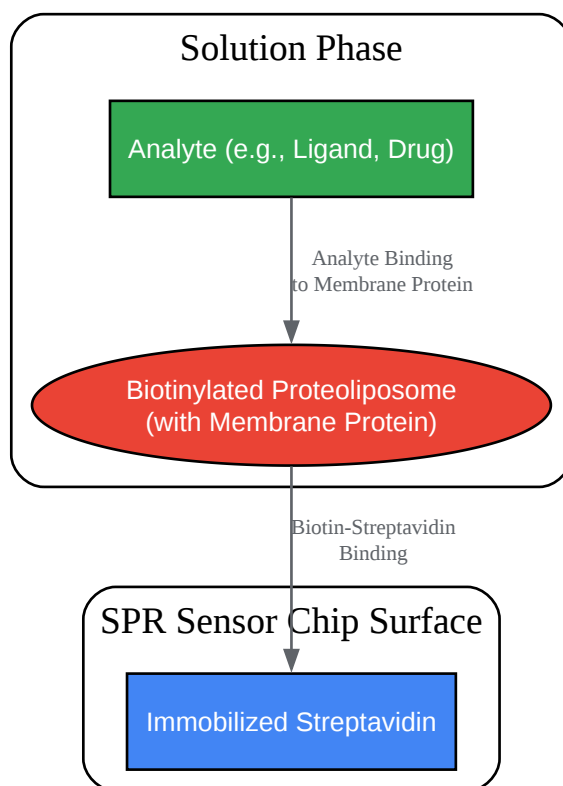 Solution Phase
Analyte (e.g., Ligand, Drug)
Analyte Binding
to Membrane Protein
Biotinylated Proteoliposome
(with Membrane Protein)
Biotin-Streptavidin
Binding
SPR Sensor Chip Surface
Immobilized Streptavidin